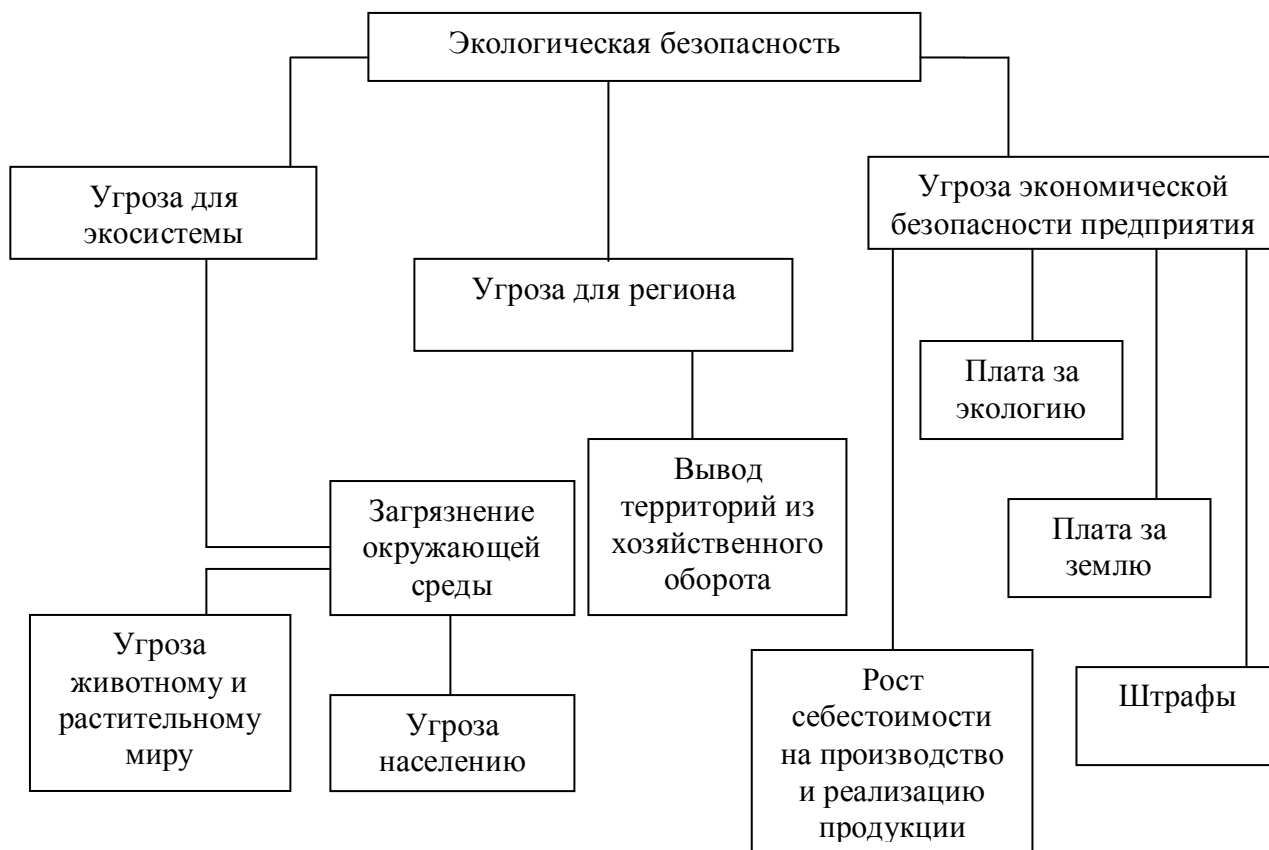 Экологическая безопасность
Угроза для
экосистемы
Угроза экономической
безопасности предприятия
Угроза для региона
Плата за
экологию
Вывод
территорий из
хозяйственного
оборота
Загрязнение
окружающей
среды
Плата за
землю
Угроза
животному и
растительному
миру
Угроза
населению
Рост
себестоимости
на производство
и реализацию
продукции
Штрафы